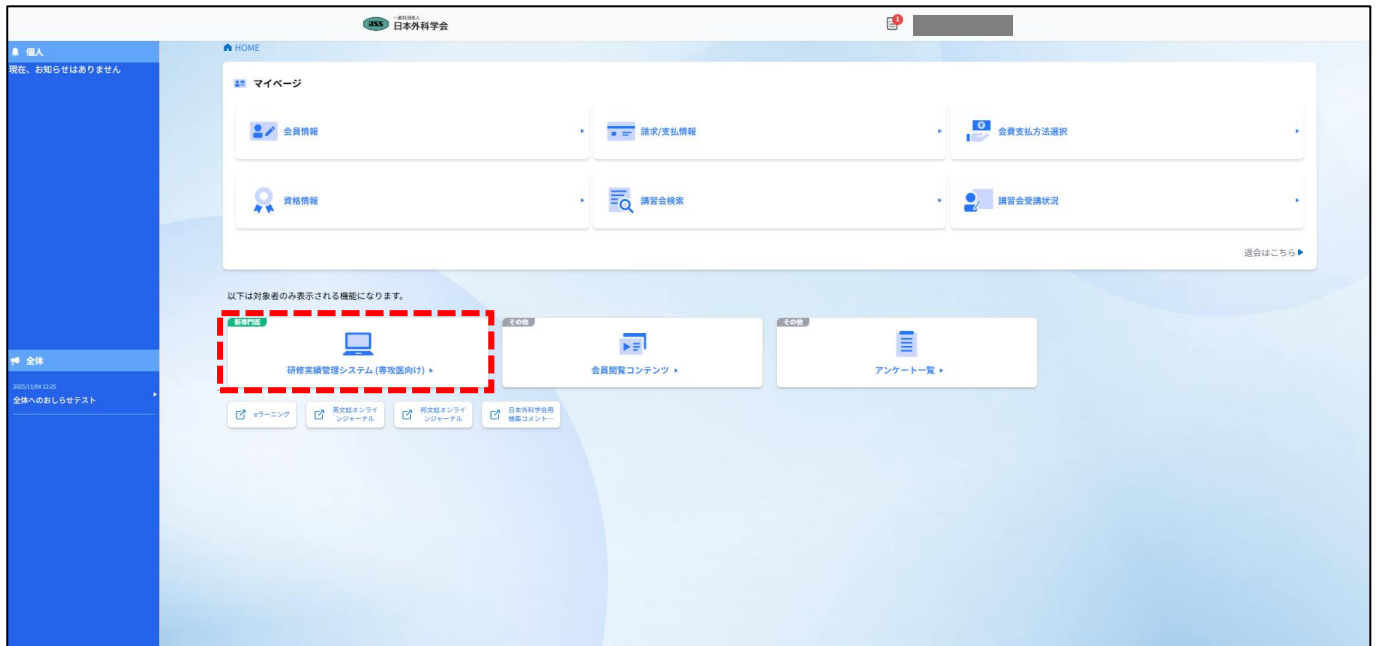 JSS
一般社団法人
日本外科学会
1
個人
現在、お知らせはありません
HOME
マイページ
会員情報
請求/支払情報
会費支払方法選択
資格情報
講習会検索
講習会受講状況
退会はこちら
以下は対象者のみ表示される機能になります。
新専門医
研修実績管理システム (専攻医向け)
その他
会員閲覧コンテンツ
その他
アンケート一覧
eラーニング
英文誌オンライ
ンジャーナル
邦文誌オンライ
ンジャーナル
日本外科学会用
語集コメント…
全体
2025/11/04 12:25
全体へのおしらせテスト